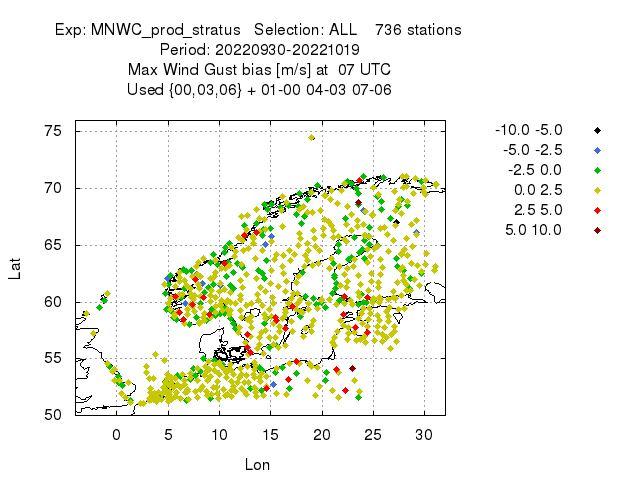 Exp: MNWC_prod_stratus   Selection: ALL    736 stations
Period: 20220930-20221019
Max Wind Gust bias [m/s] at  07 UTC
Used {00,03,06} + 01-00 04-03 07-06
-10.0 -5.0
-5.0 -2.5
-2.5 0.0
0.0 2.5
2.5 5.0
5.0 10.0
75
70
65
60
55
50
Lat
0 5 10 15 20 25 30
Lon